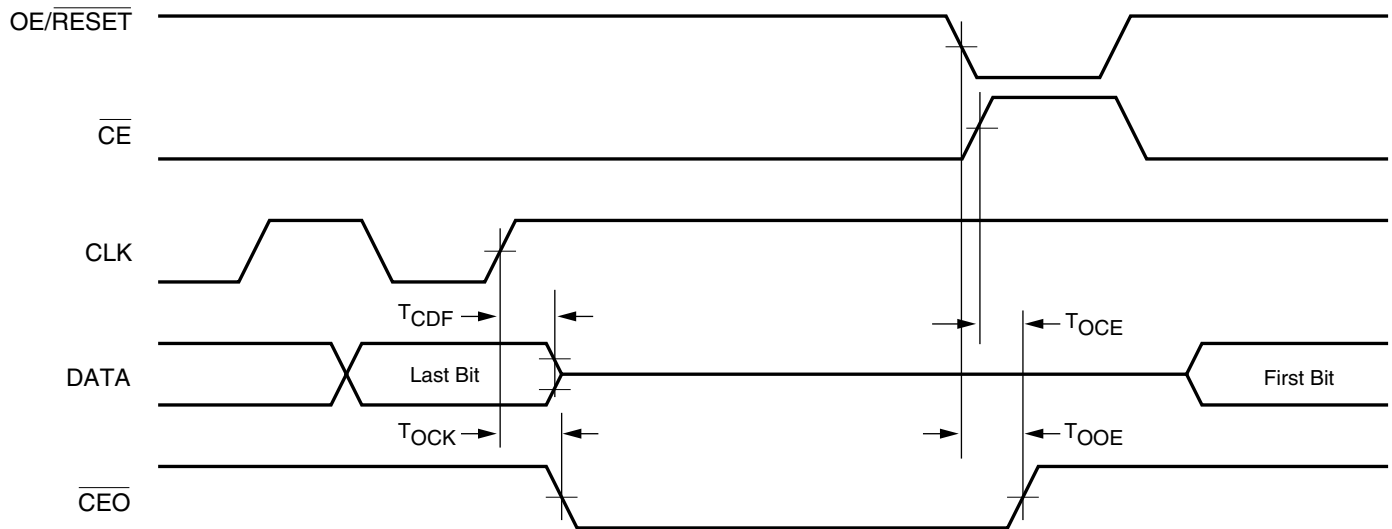 OE/RESET
CE
CLK
TCDF
TOCE
DATA
Last Bit
First Bit
TOCK
TOOE
CEO